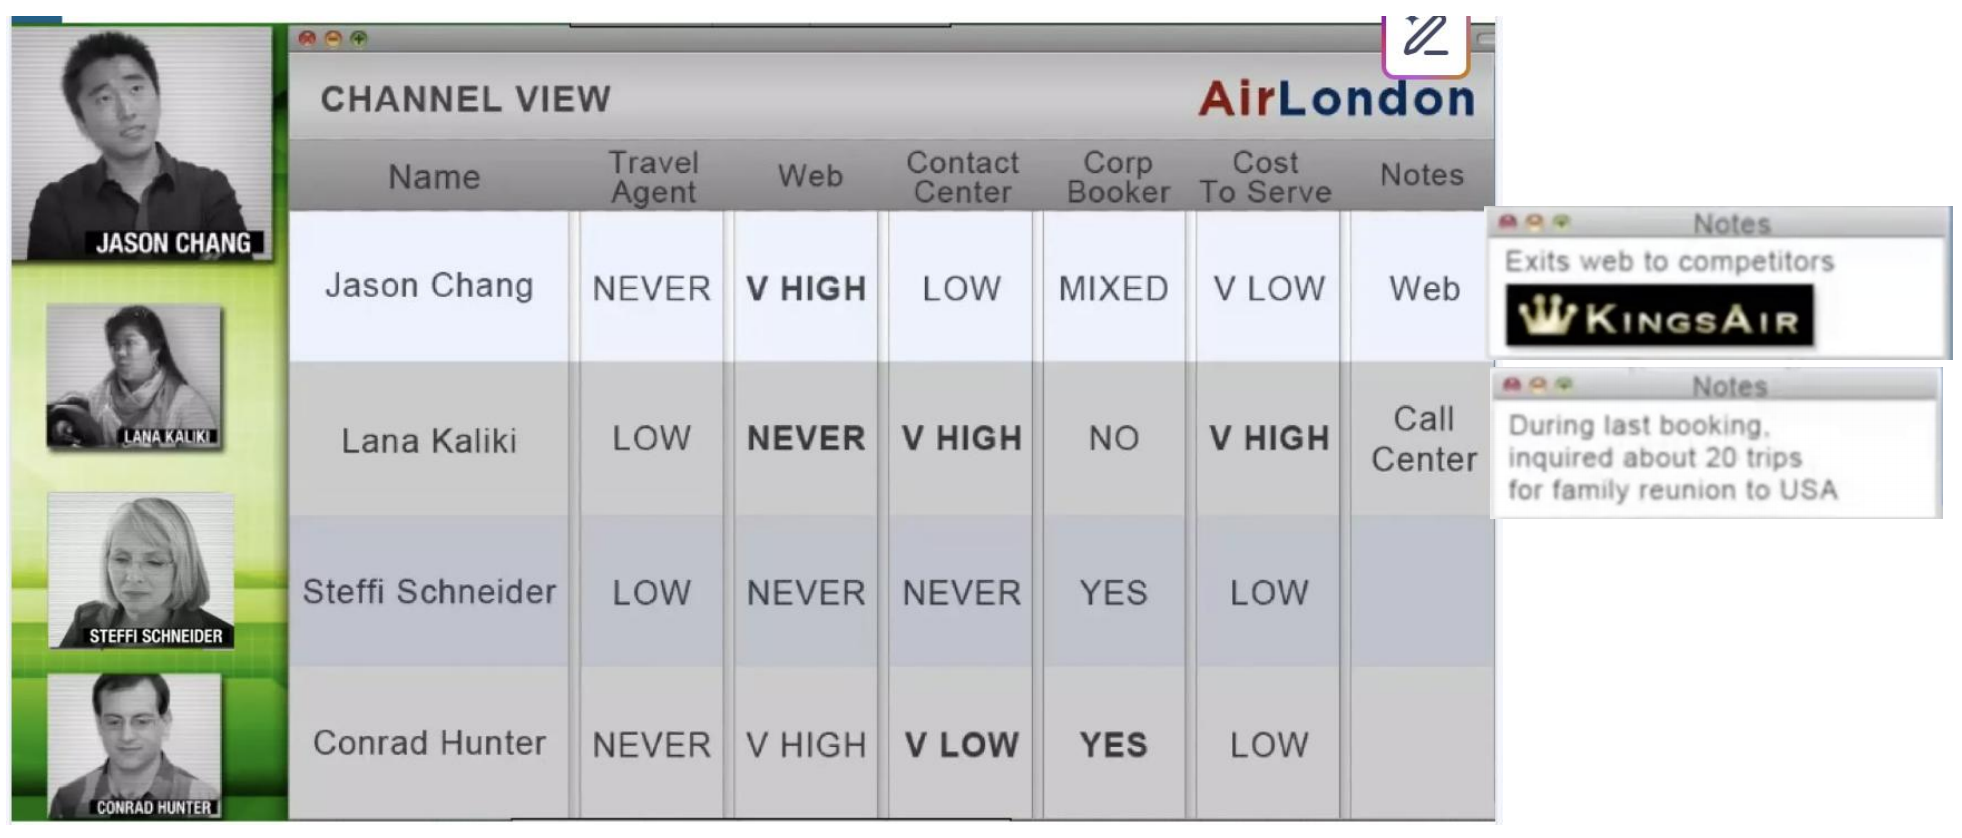 CHANNEL VIEW
AirLondon
Name Travel Agent Web Contact Center Corp Booker Cost To Serve Notes
JASON CHANG
Jason Chang NEVER V HIGH LOW MIXED V LOW Web
Notes
Exits web to competitors
KINGSAIR
LANA KALIKI
Lana Kaliki LOW NEVER V HIGH NO V HIGH Call Center
Notes
During last booking,
inquired about 20 trips
for family reunion to USA
STEFFI SCHNEIDER
Steffi Schneider LOW NEVER NEVER YES LOW
CONRAD HUNTER
Conrad Hunter NEVER V HIGH V LOW YES LOW